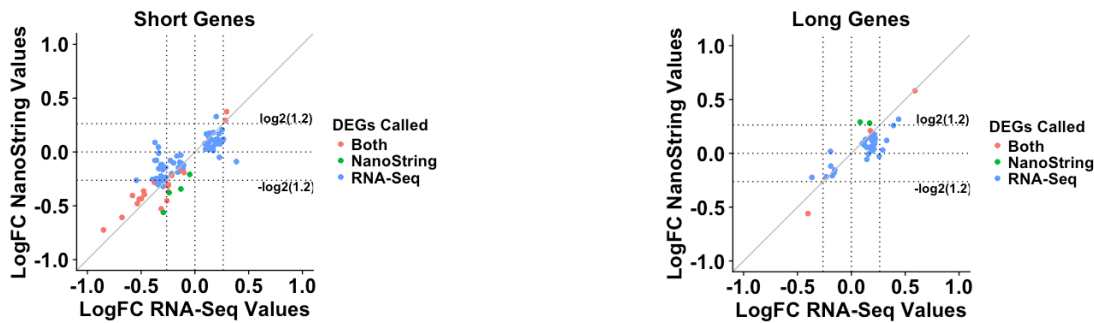 Short Genes
LogFC NanoString Values
1.0
0.5
0.0
-0.5
-1.0
log2(1.2)
-log2(1.2)
-1.0 -0.5 0.0 0.5 1.0
LogFC RNA-Seq Values
DEGs Called
Both
NanoString
RNA-Seq
Long Genes
LogFC NanoString Values
1.0
0.5
0.0
-0.5
-1.0
log2(1.2)
-log2(1.2)
-1.0 -0.5 0.0 0.5 1.0
LogFC RNA-Seq Values
DEGs Called
Both
NanoString
RNA-Seq